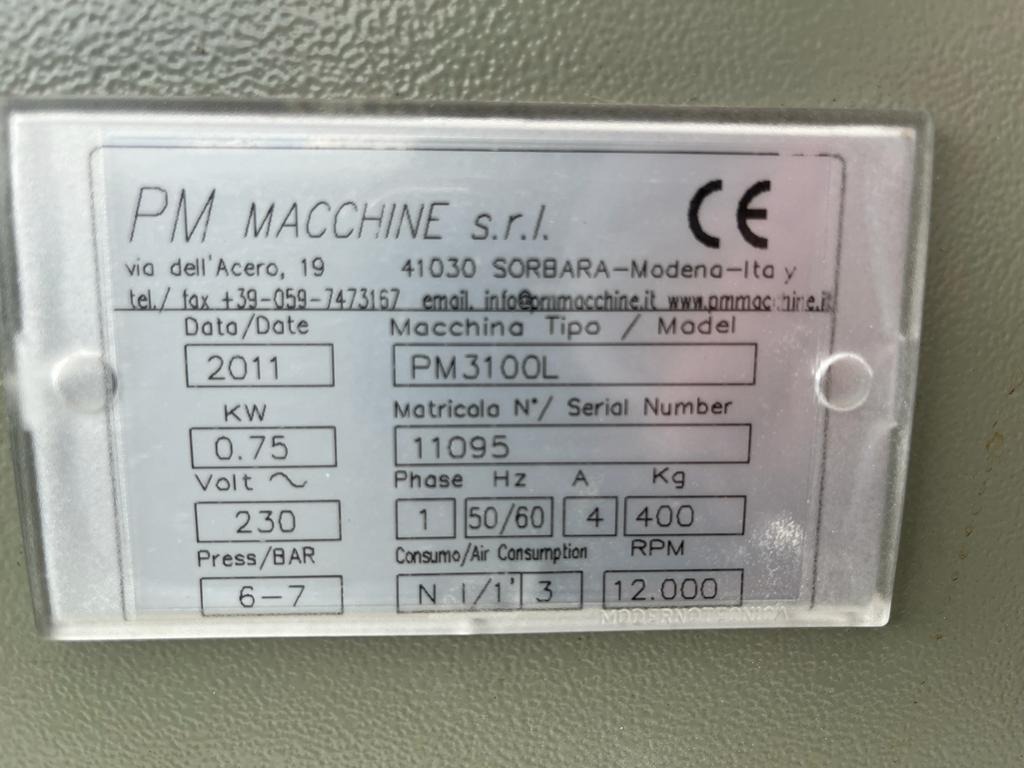 PM MACCHINE s.r.l. CE
via dell'Acero, 19 41030 SORBARA-Modena-Ita y
tel./ fax +39-059-7473167 email. info@pmmacchine.it www.pmmacchine.it
Data/Date Macchina Tipo / Model
2011 PM3100L
KW Matricola N°/ Serial Number
0.75 11095
Volt ~ Phase Hz A Kg
230 1 50/60 4 400
Press/BAR Consumo/Air Consumption RPM
6-7 N l/1' 3 12.000
MODERNOTECNICA